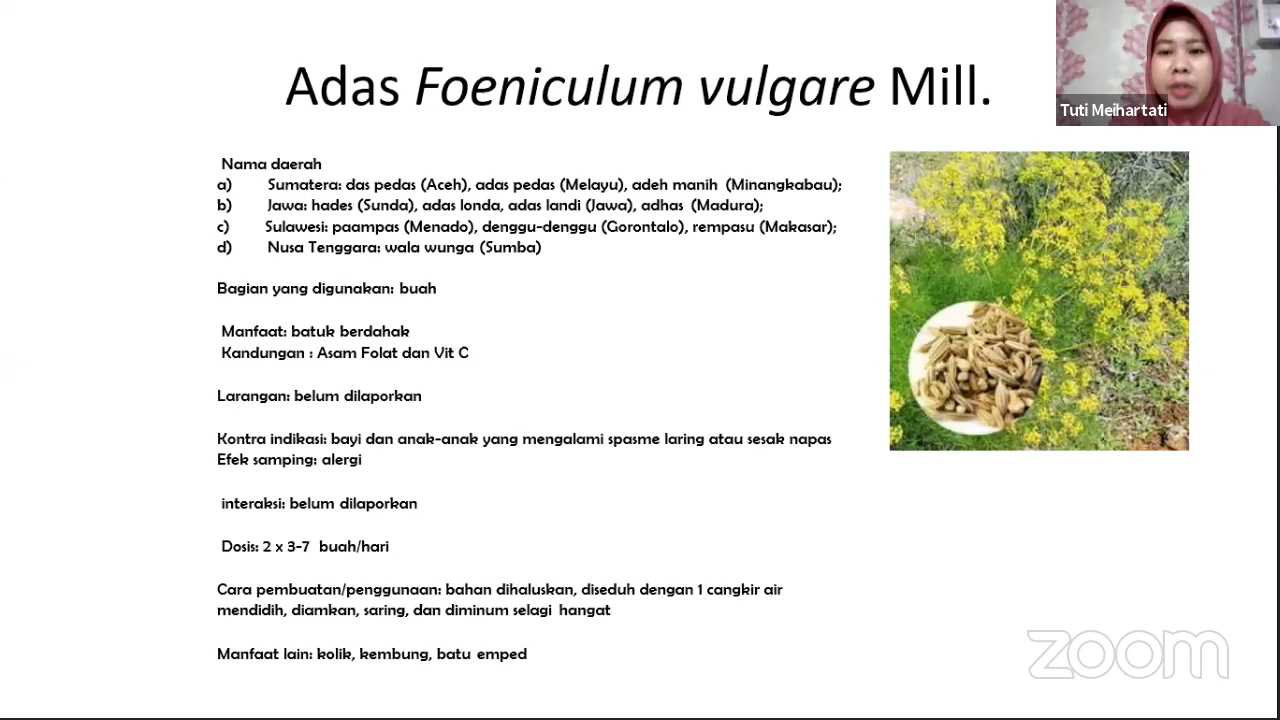 Adas Foeniculum vulgare Mill.
Tuti Meihartati
Nama daerah
a) Sumatera: das pedas (Aceh), adas pedas (Melayu), adeh manih (Minangkabau);
b) Jawa: hades (Sunda), adas londa, adas landi (Jawa), adhas (Madura);
c) Sulawesi: paampas (Menado), denggu-denggu (Gorontalo), rempasu (Makasar);
d) Nusa Tenggara: wala wunga (Sumba)
Bagian yang digunakan: buah
Manfaat: batuk berdahak
Kandungan : Asam Folat dan Vit C
Larangan: belum dilaporkan
Kontra indikasi: bayi dan anak-anak yang mengalami spasme laring atau sesak napas
Efek samping: alergi
interaksi: belum dilaporkan
Dosis: 2 x 3-7 buah/hari
Cara pembuatan/penggunaan: bahan dihaluskan, diseduh dengan 1 cangkir air
mendidih, diamkan, saring, dan diminum selagi hangat
Manfaat lain: kolik, kembung, batu emped
zoom